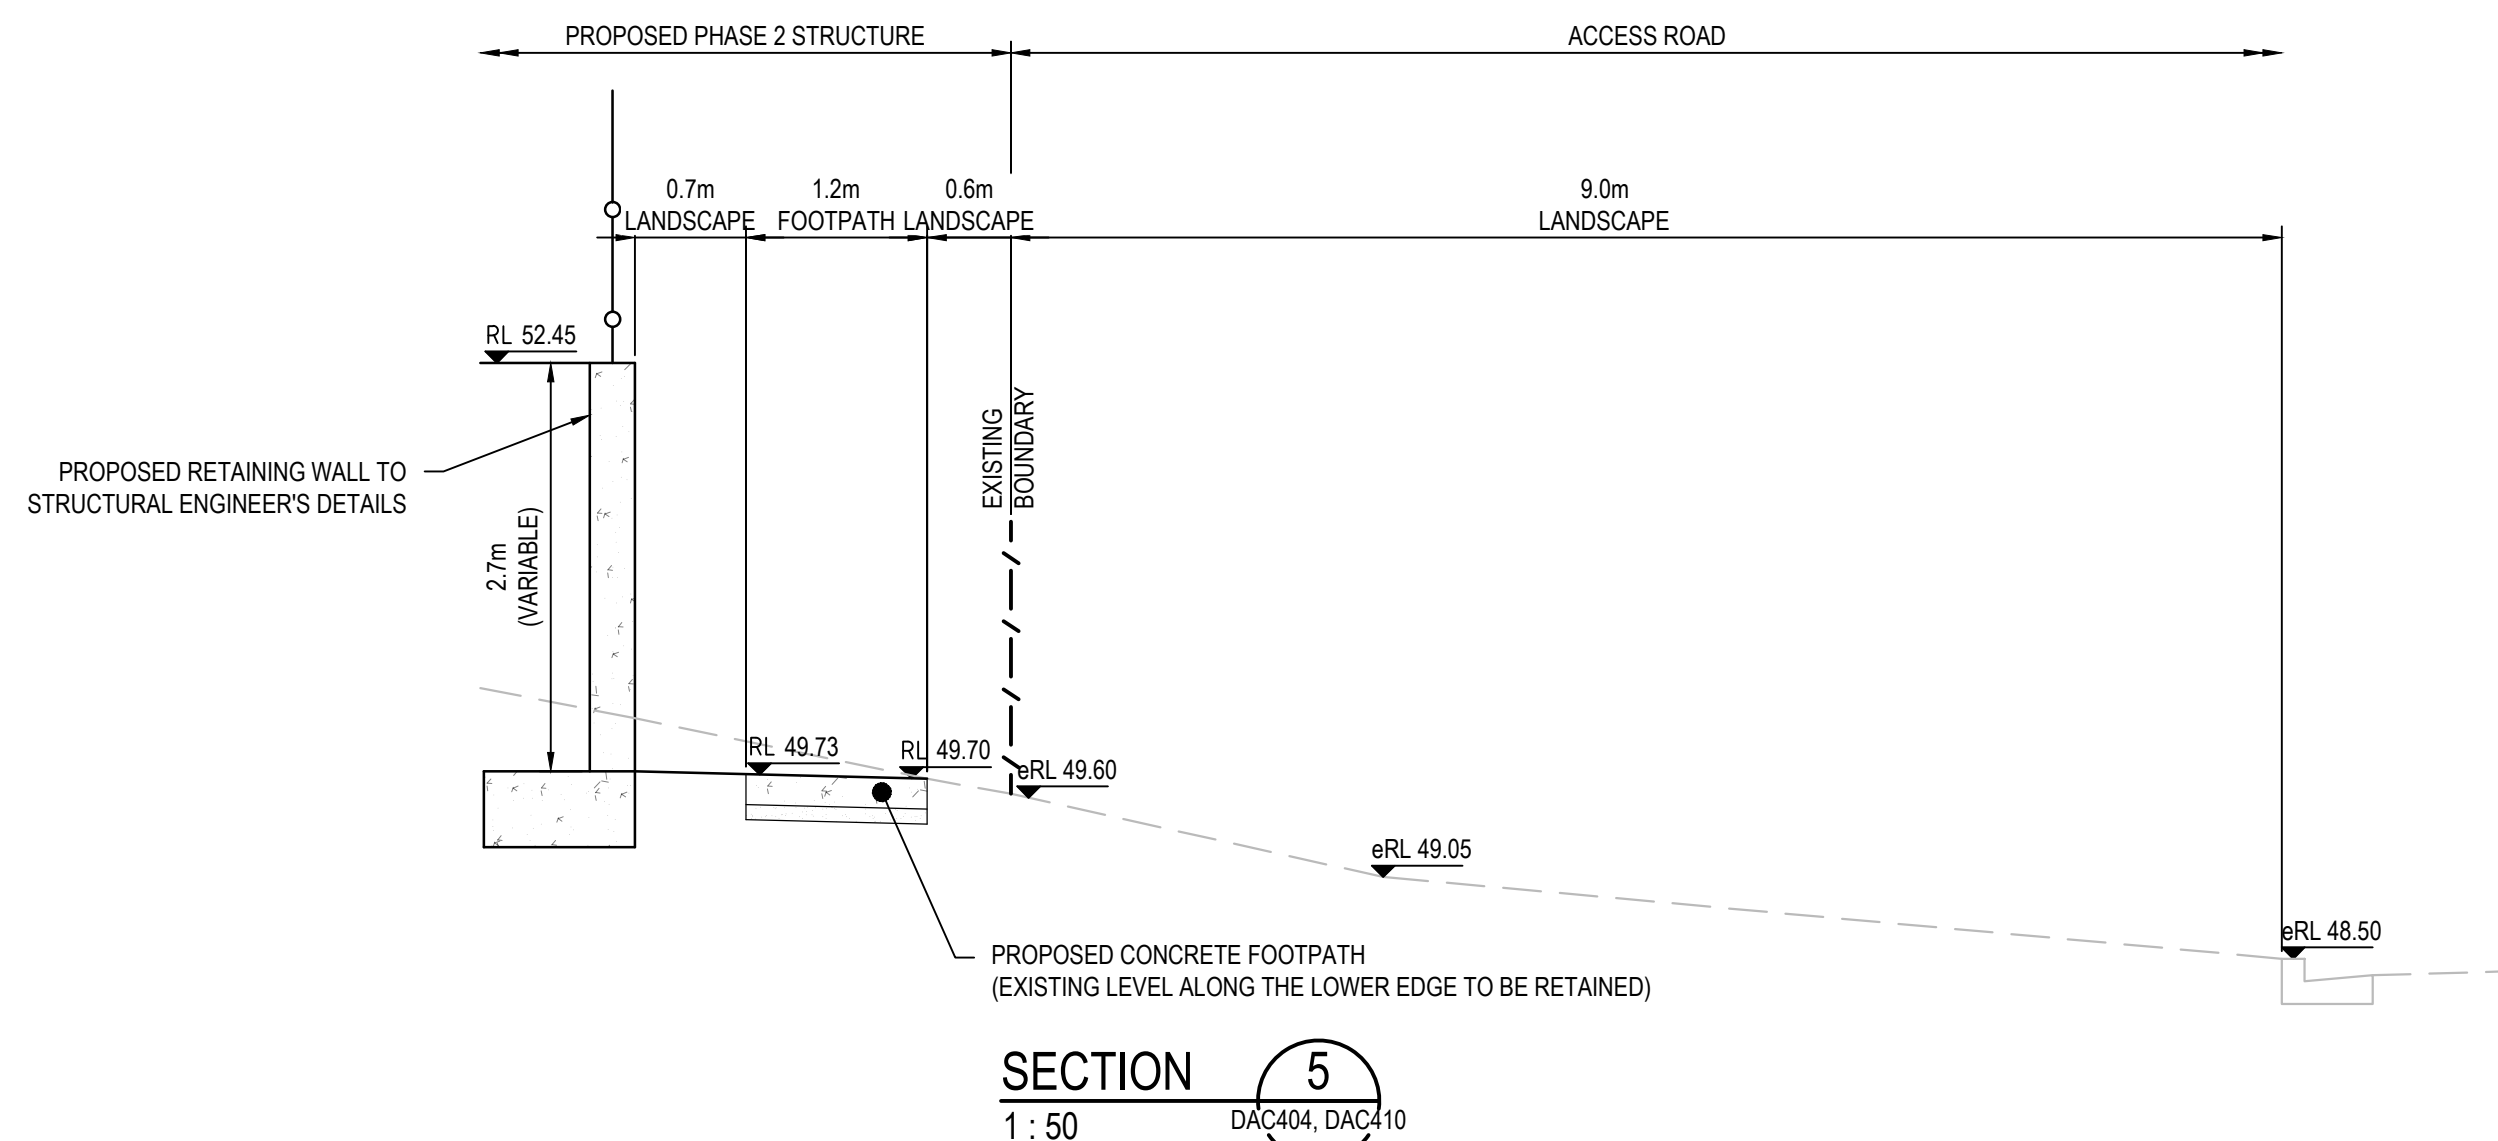 PROPOSED PHASE 2 STRUCTURE
ACCESS ROAD
0.7m
LANDSCAPE
1.2m
FOOTPATH
0.6m
LANDSCAPE
9.0m
LANDSCAPE
RL 52.45
EXISTING
BOUNDARY
PROPOSED RETAINING WALL TO
STRUCTURAL ENGINEER'S DETAILS
2.7m
(VARIABLE)
RL 49.73
RL 49.70
eRL 49.60
eRL 49.05
eRL 48.50
PROPOSED CONCRETE FOOTPATH
(EXISTING LEVEL ALONG THE LOWER EDGE TO BE RETAINED)
SECTION
5
1 : 50
DAC404, DAC410